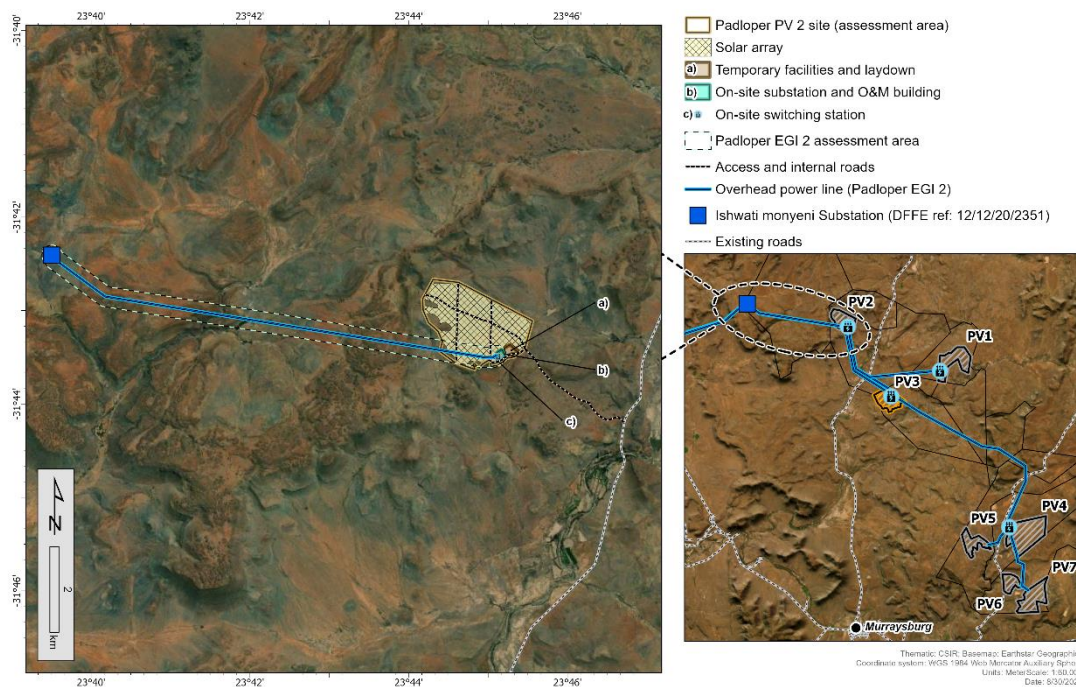 23°40'
23°42'
23°44'
23°46'
-31°40'
-31°42'
-31°44'
-31°46'
a)
b)
c)
N
2
km
23°40'
23°42'
23°44'
23°46'
Padloper PV 2 site (assessment area)
Solar array
a) Temporary facilities and laydown
b) On-site substation and O&M building
c) On-site switching station
Padloper EGI 2 assessment area
Access and internal roads
Overhead power line (Padloper EGI 2)
Ishwati monyeni Substation (DFFE ref: 12/12/20/2351)
Existing roads
PV2
PV1
PV3
PV4
PV5
PV7
PV6
Murraysburg
Thematic: CSIR; Basemap: Earthstar Geographic
Coordinate system: WGS 1984 Web Mercator Auxiliary Sphe
Units: MeterScale: 1:60,00
Date: 8/30/202